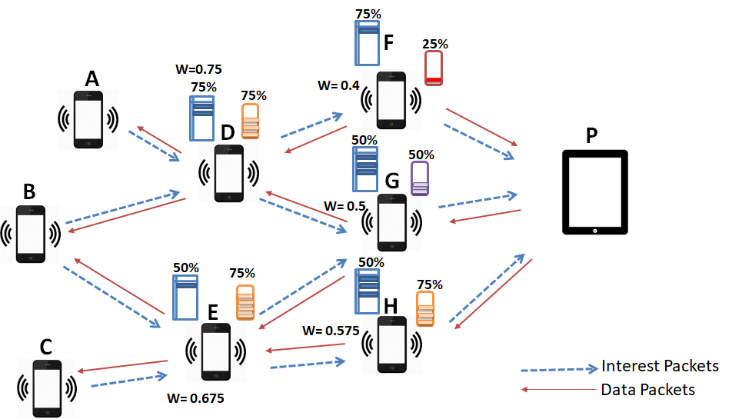 75%
F
25%
W=0.75
A
75%
75%
W= 0.4
D
P
50%
50%
B
G
W= 0.5
50%
50%
75%
75%
E
H
W= 0.575
C
Interest Packets
W= 0.675
Data Packets